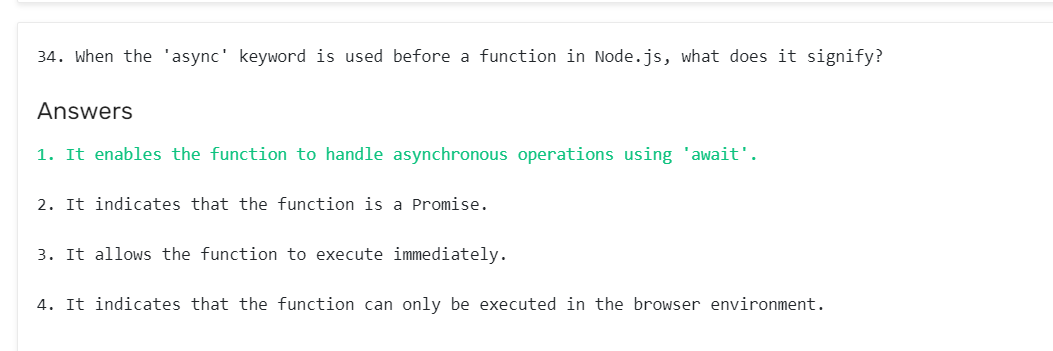 34. When the 'async' keyword is used before a function in Node.js, what does it signify?
Answers
1. It enables the function to handle asynchronous operations using 'await'.
2. It indicates that the function is a Promise.
3. It allows the function to execute immediately.
4. It indicates that the function can only be executed in the browser environment.